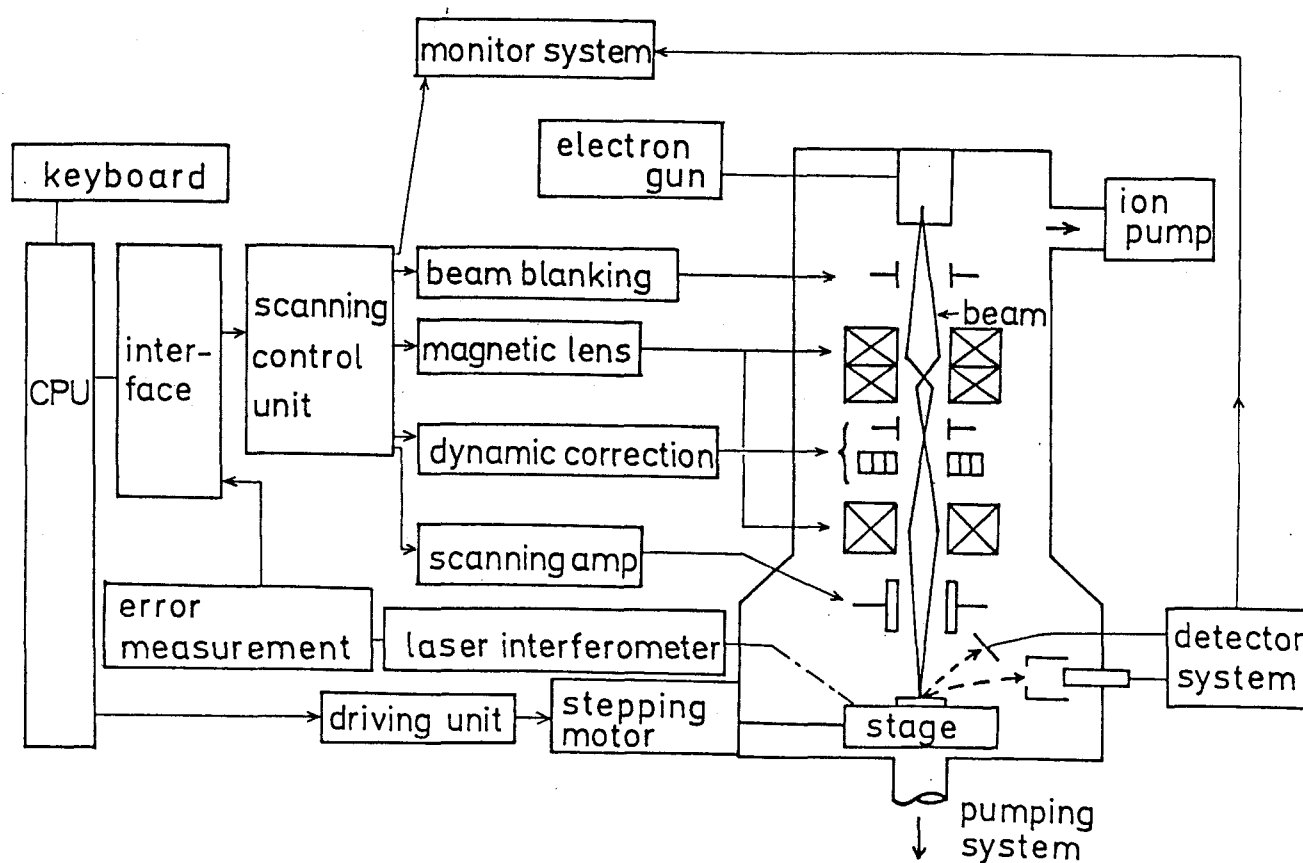 monitor system
electron
gun
keyboard
ion
pump
beam blanking
scanning
control
unit
beam
inter-
face
magnetic lens
CPU
dynamic correction
scanning amp
error
measurement
laser interferometer
detector
system
driving unit
stepping
motor
stage
pumping
system